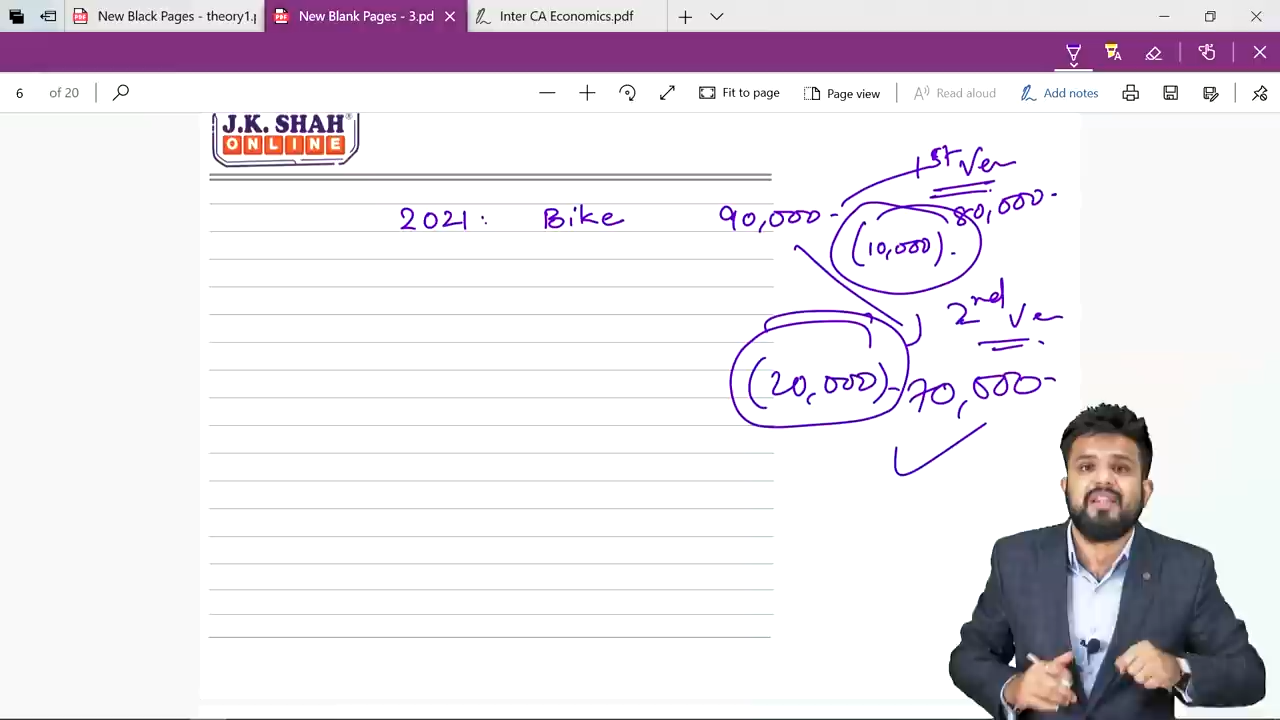 New Black Pages - theory1.p
New Blank Pages - 3.pd
Inter CA Economics.pdf
6 of 20
Fit to page
Page view
Read aloud
Add notes
J.K. SHAH
ONLINE
1st Ven
2021: Bike 90,000 - 80,000 -
(10,000).
2nd Ven
(20,000) - 70,000 -